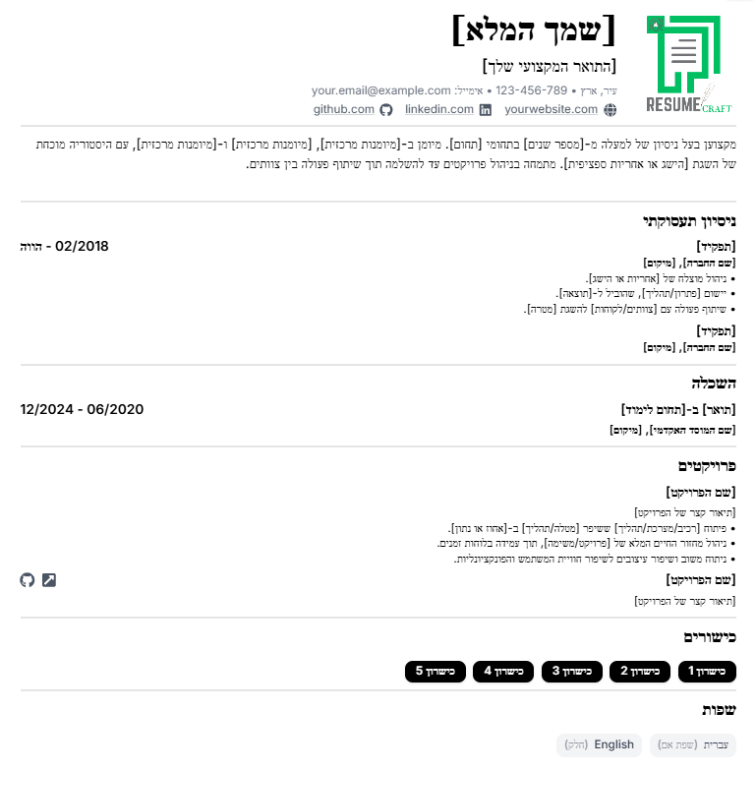 [שמך המלא]
[התואר המקצועי שלך]
עיר, ארץ • 123-456-789 • אימייל: your.email@example.com
yourwebsite.com linkedin.com github.com
RESUME CRAFT
מקצוען בעל ניסיון של למעלה מ-[מספר שנים] בתחומי [תחום]. מיומן ב-[מיומנות מרכזית], [מיומנות מרכזית] ו-[מיומנות מרכזית], עם היסטוריה מוכחת
של השגת [הישג או אחריות ספציפית]. מתמחה בניהול פרויקטים עד להשלמה תוך שיתוף פעולה בין צוותים.
ניסיון תעסוקתי
[תפקיד] 02/2018 - הווה
[שם החברה], [מיקום]
• ניהול מוצלח של [אחריות או הישג].
• יישום [פתרון/תהליך], שהוביל ל-[תוצאה].
• שיתוף פעולה עם [צוותים/לקוחות] להשגת [מטרה].
[תפקיד]
[שם החברה], [מיקום]
השכלה
[תואר] ב-[תחום לימוד] 06/2020 - 12/2024
[שם המוסד האקדמי], [מיקום]
פרויקטים
[שם הפרויקט]
[תיאור קצר של הפרויקט]
• פיתוח [רכיב/מערכת/תהליך] ששיפר [מטלה/תהליך] ב-[אחוז או נתון].
• ניהול מחזור החיים המלא של [פרויקט/משימה], תוך עמידה בלוחות זמנים.
• ניתוח משוב ושיפור עיצובים לשיפור חוויית המשתמש והפונקציונליות.
[שם הפרויקט]
[תיאור קצר של הפרויקט]
כישורים
כישרון 1 כישרון 2 כישרון 3 כישרון 4 כישרון 5
שפות
עברית (שפת אם) English (חלק)